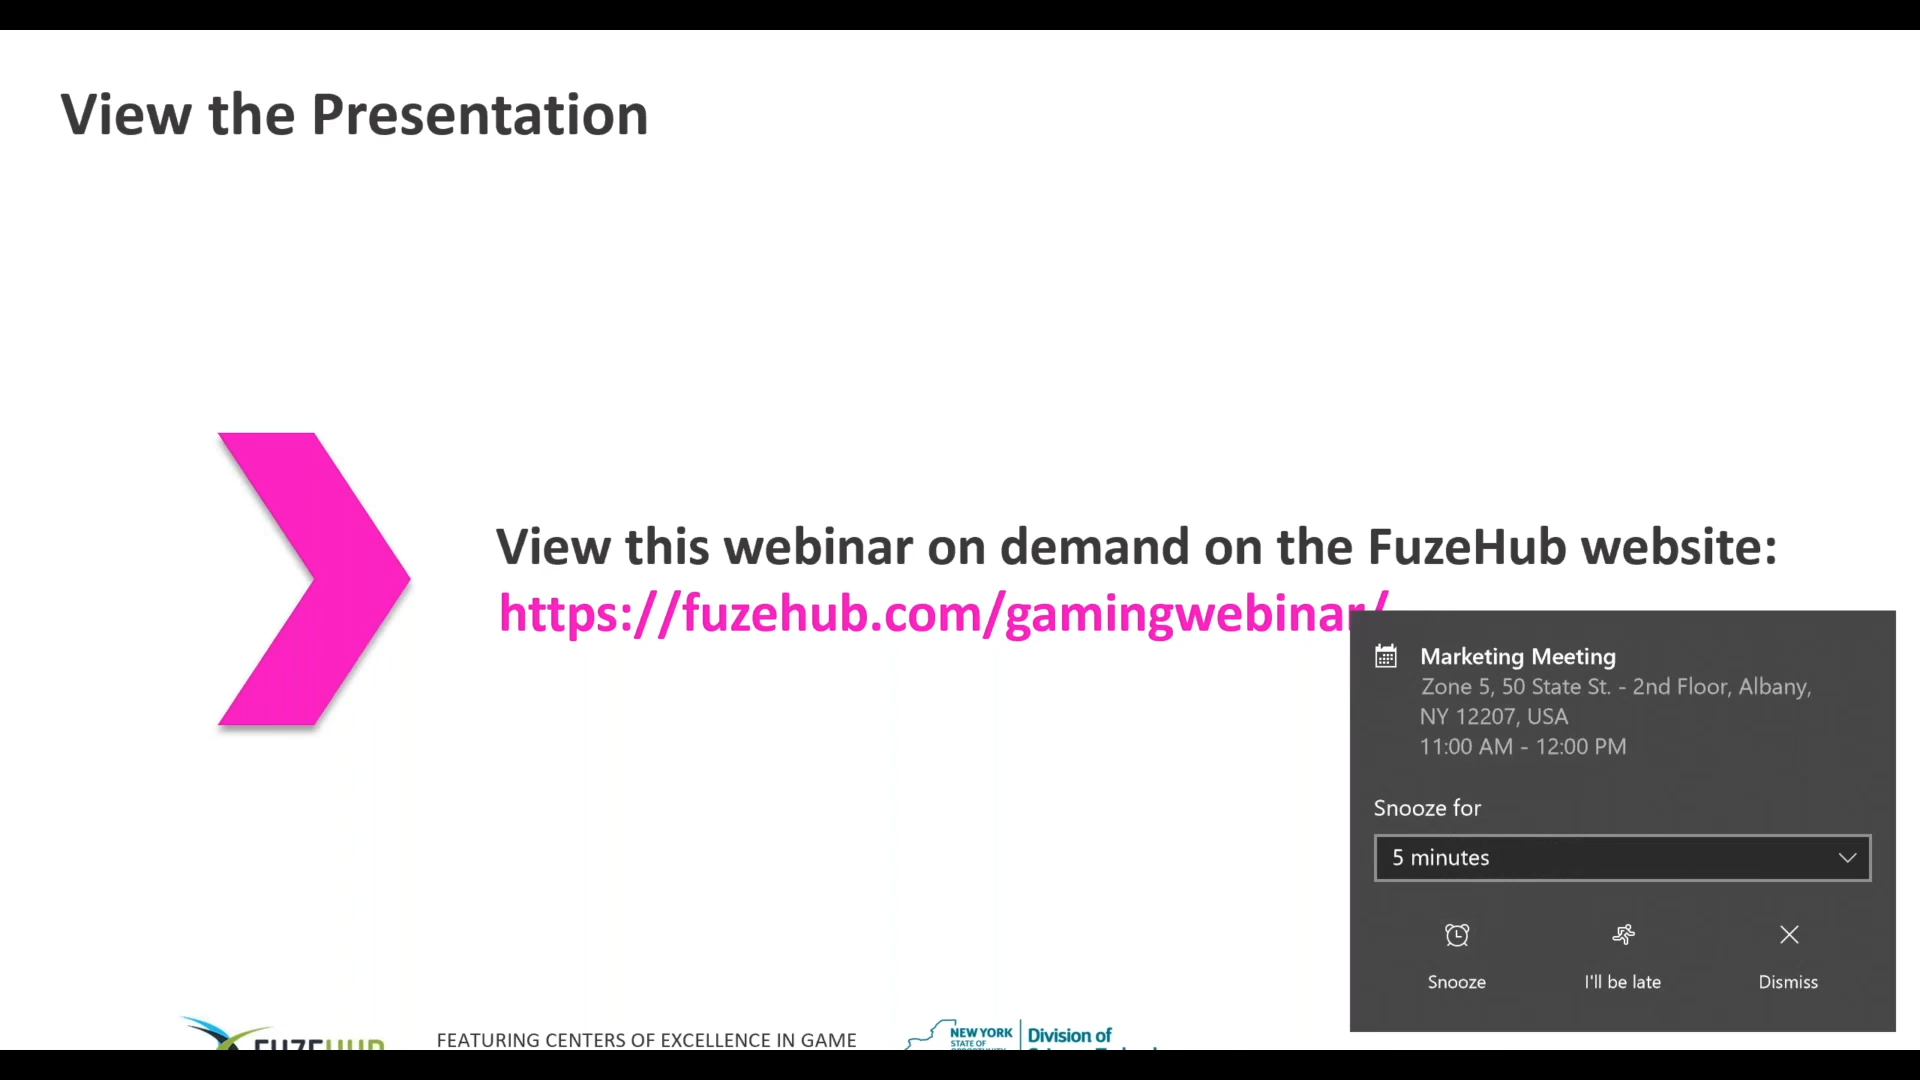 View the Presentation
View this webinar on demand on the FuzeHub website:
https://fuzehub.com/gamingwebinar/
Marketing Meeting
Zone 5, 50 State St. - 2nd Floor, Albany,
NY 12207, USA
11:00 AM - 12:00 PM
Snooze for
5 minutes
Snooze
I'll be late
Dismiss
FUZEHUB
FEATURING CENTERS OF EXCELLENCE IN GAME
NEW YORK
STATE OF
Division of